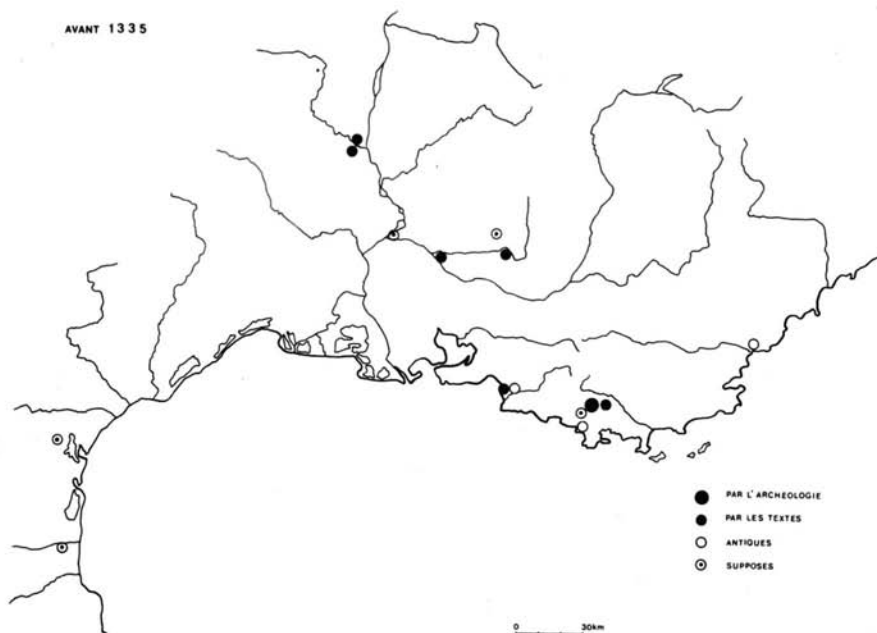 AVANT 1335
PAR L'ARCHEOLOGIE
PAR LES TEXTES
ANTIQUES
SUPPOSES
0 30km